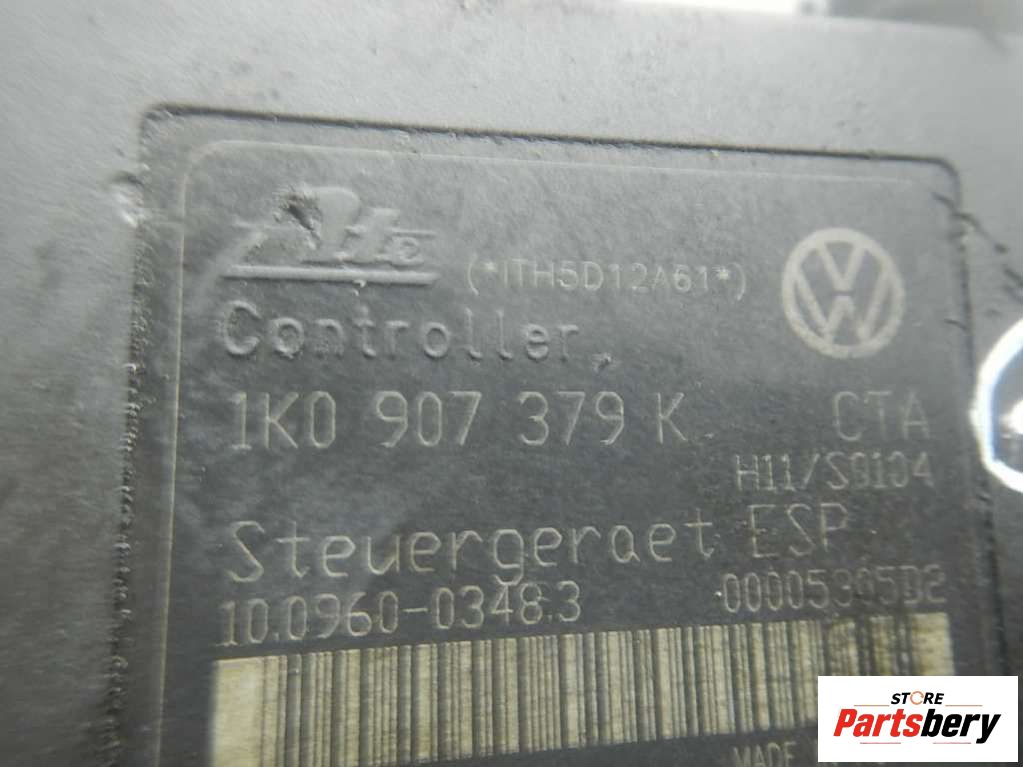 Ate
(*ITH5D12A61*)
Controller
1K0 907 379 K CTA
H11/S0104
Steuergeraet ESP
10.0960-0348.3 00005305D2
MADE IN
STORE
Partsbery